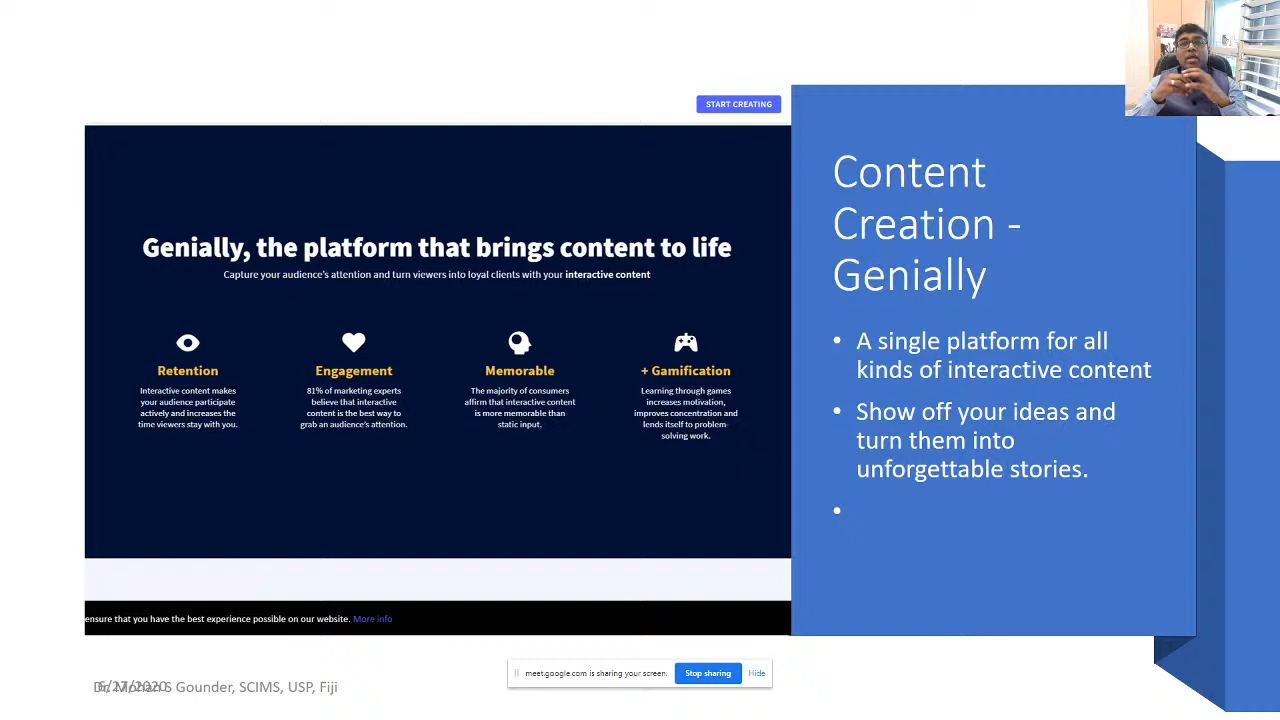 START CREATING
Genially, the platform that brings content to life
Capture your audience's attention and turn viewers into loyal clients with your interactive content
Retention
Interactive content makes
your audience participate
actively and increases the
time viewers stay with you.
Engagement
81% of marketing experts
believe that interactive
content is the best way to
grab an audience's attention.
Memorable
The majority of consumers
affirm that interactive content
is more memorable than
static input.
+ Gamification
Learning through games
increases motivation,
improves concentration and
lends itself to problem-
solving work.
ensure that you have the best experience possible on our website. More info
Content
Creation -
Genially
• A single platform for all
kinds of interactive content
• Show off your ideas and
turn them into
unforgettable stories.
•
meet.google.com is sharing your screen. Stop sharing Hide
6/27/2020
Dr. Mohan S Gounder, SCIMS, USP, Fiji